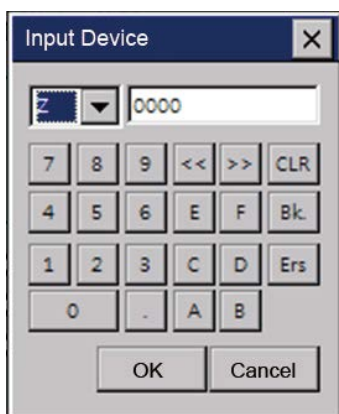 Input Device
Z 0000
7 8 9 << >> CLR
4 5 6 E F Bk.
1 2 3 C D Ers
0 . A B
OK Cancel